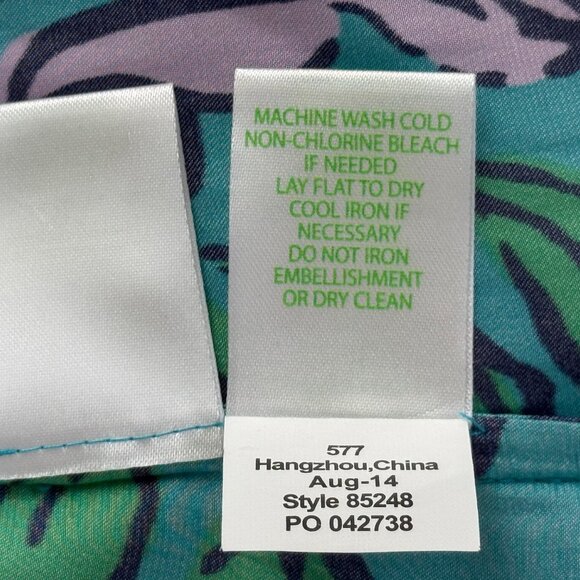 MACHINE WASH COLD
NON-CHLORINE BLEACH
IF NEEDED
LAY FLAT TO DRY
COOL IRON IF
NECESSARY
DO NOT IRON
EMBELLISHMENT
OR DRY CLEAN
577
Hangzhou,China
Aug-14
Style 85248
PO 042738